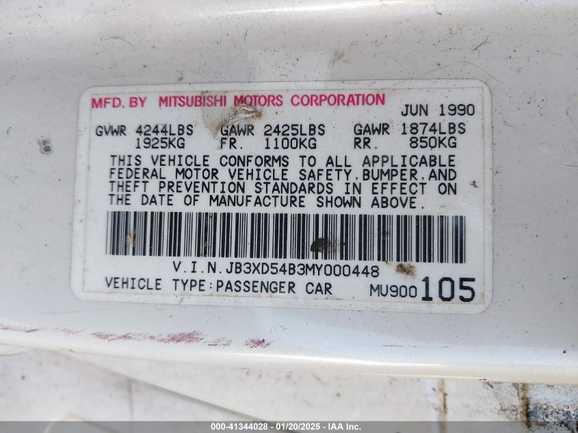 MFD. BY MITSUBISHI MOTORS CORPORATION JUN 1990
GVWR 4244LBS GAWR 2425LBS GAWR 1874LBS
1925KG FR. 1100KG RR. 850KG
THIS VEHICLE CONFORMS TO ALL APPLICABLE
FEDERAL MOTOR VEHICLE SAFETY.BUMPER.AND
THEFT PREVENTION STANDARDS IN EFFECT ON
THE DATE OF MANUFACTURE SHOWN ABOVE.
V.I.N.JB3XD54B3MY000448
VEHICLE TYPE:PASSENGER CAR MU900105
000-41344028 - 01/20/2025 - IAA Inc.